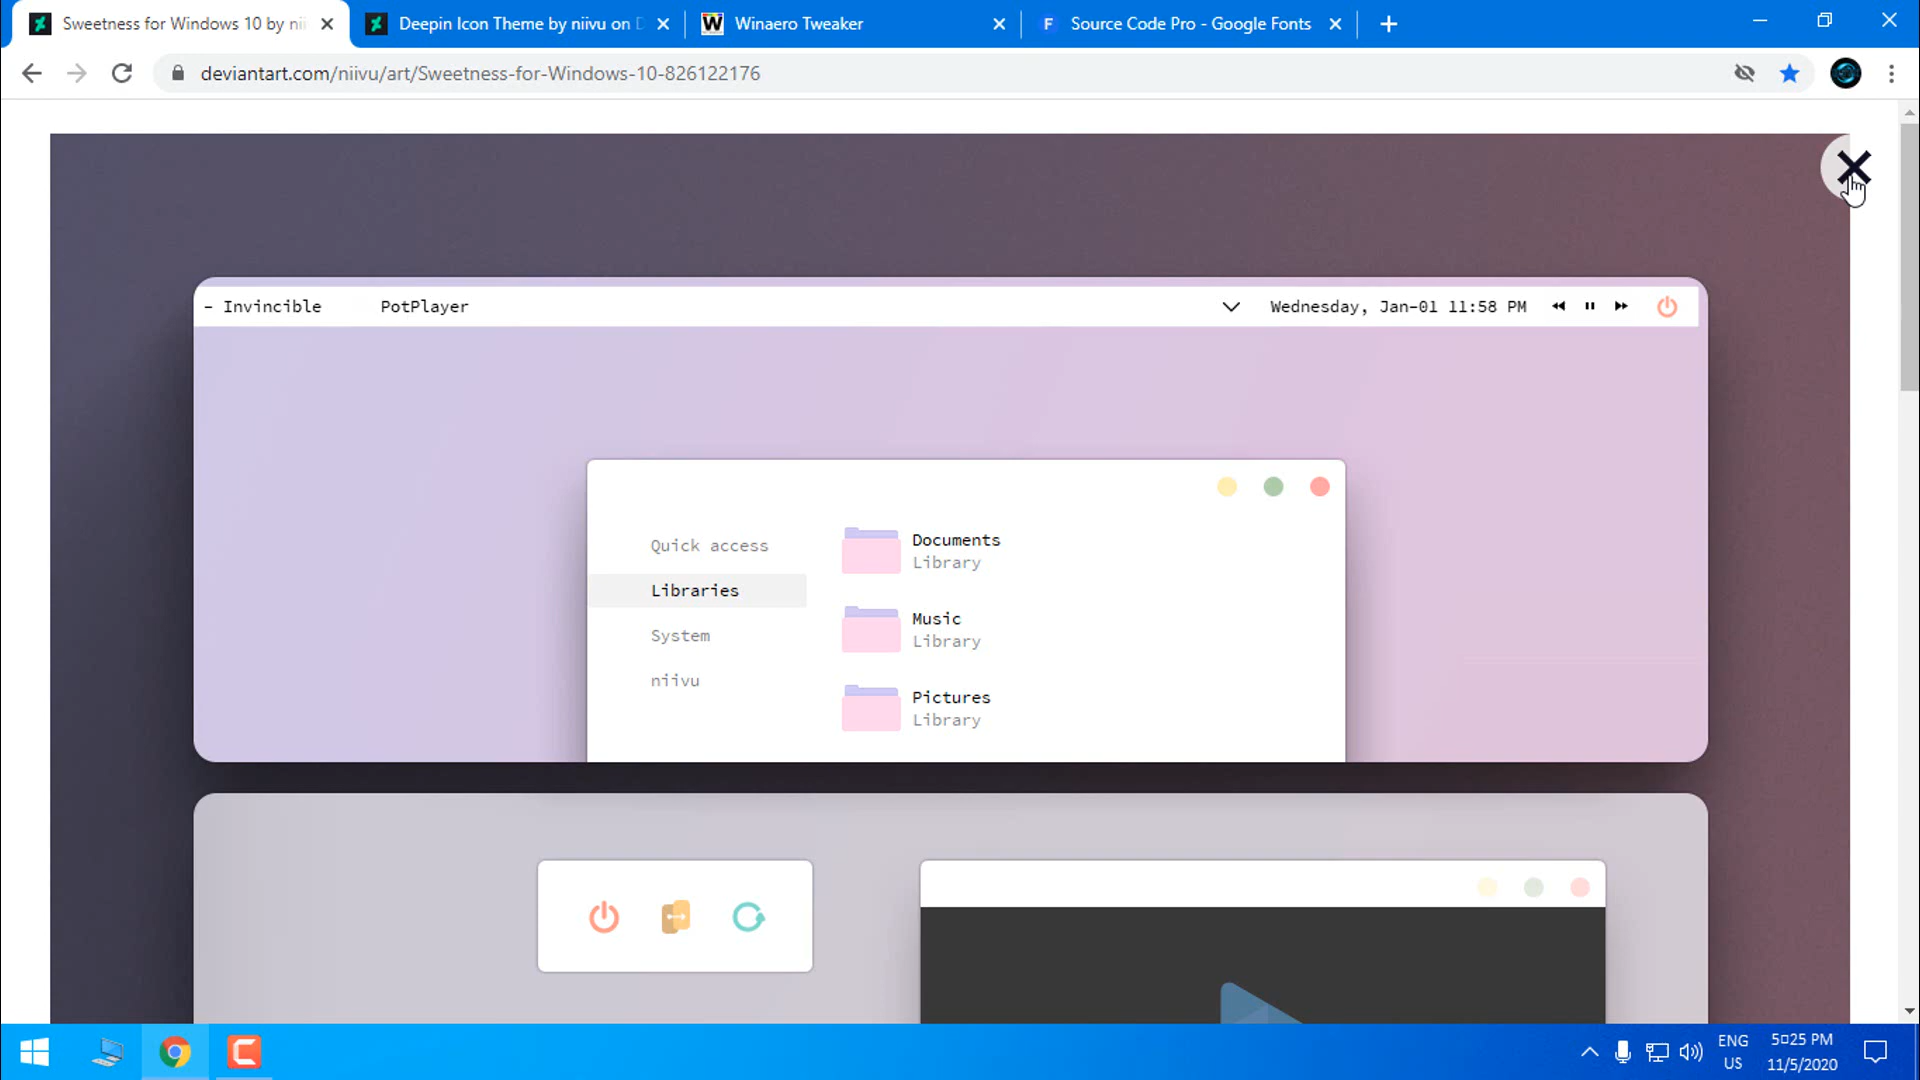 Sweetness for Windows 10 by nii
Deepin Icon Theme by niivu on D
W Winaero Tweaker
F Source Code Pro - Google Fonts
deviantart.com/niivu/art/Sweetness-for-Windows-10-826122176
- Invincible PotPlayer Wednesday, Jan-01 11:58 PM
Quick access
Libraries
System
niivu
Documents
Library
Music
Library
Pictures
Library
ENG
US
5□25 PM
11/5/2020